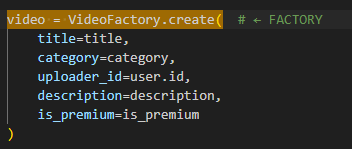 video = VideoFactory.create(  # ← FACTORY
    title=title,
    category=category,
    uploader_id=user.id,
    description=description,
    is_premium=is_premium
)